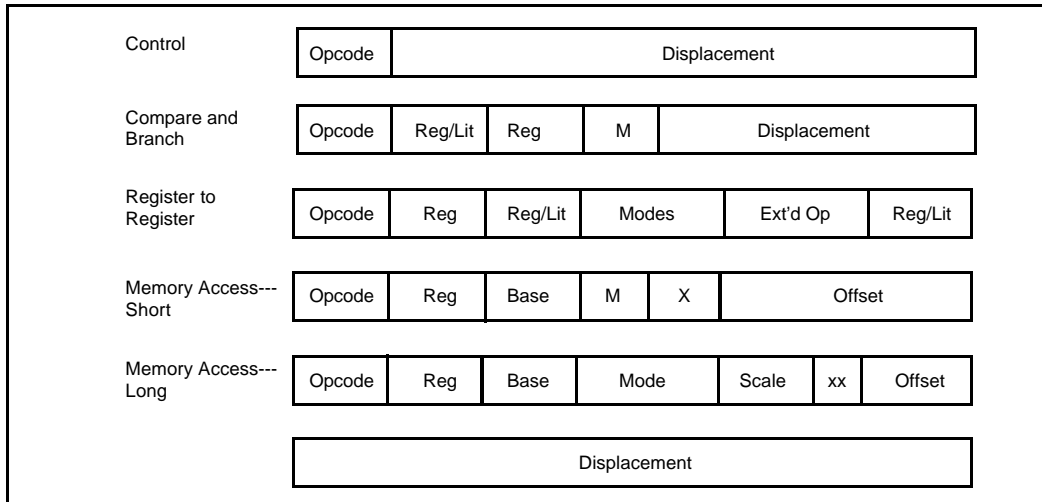 Control
Opcode Displacement
Compare and
Branch
Opcode Reg/Lit Reg M Displacement
Register to
Register
Opcode Reg Reg/Lit Modes Ext'd Op Reg/Lit
Memory Access---
Short
Opcode Reg Base M X Offset
Memory Access---
Long
Opcode Reg Base Mode Scale xx Offset
Displacement